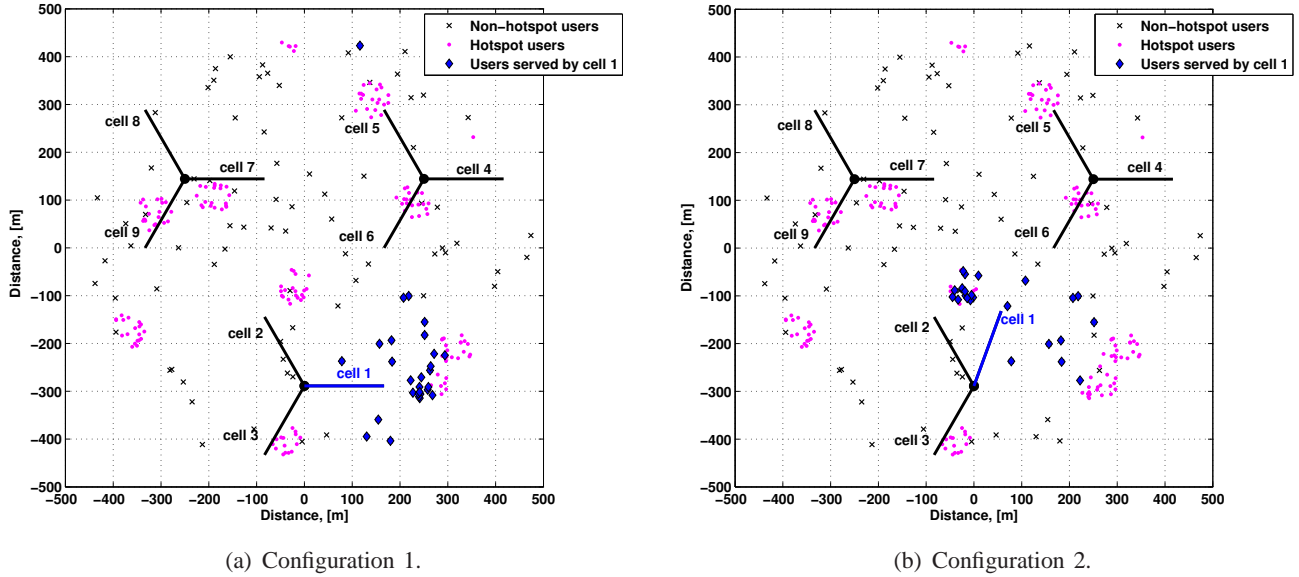 500
400
300
200
100
0
−100
−200
−300
−400
−500
Distance, [m]
−500 −400 −300 −200 −100 0 100 200 300 400 500
Distance, [m]
Non−hotspot users
Hotspot users
Users served by cell 1
cell 8
cell 7
cell 9
cell 5
cell 4
cell 6
cell 2
cell 1
cell 3
(a) Configuration 1.
500
400
300
200
100
0
−100
−200
−300
−400
−500
Distance, [m]
−500 −400 −300 −200 −100 0 100 200 300 400 500
Distance, [m]
Non−hotspot users
Hotspot users
Users served by cell 1
cell 8
cell 7
cell 9
cell 5
cell 4
cell 6
cell 2
cell 1
cell 3
(b) Configuration 2.